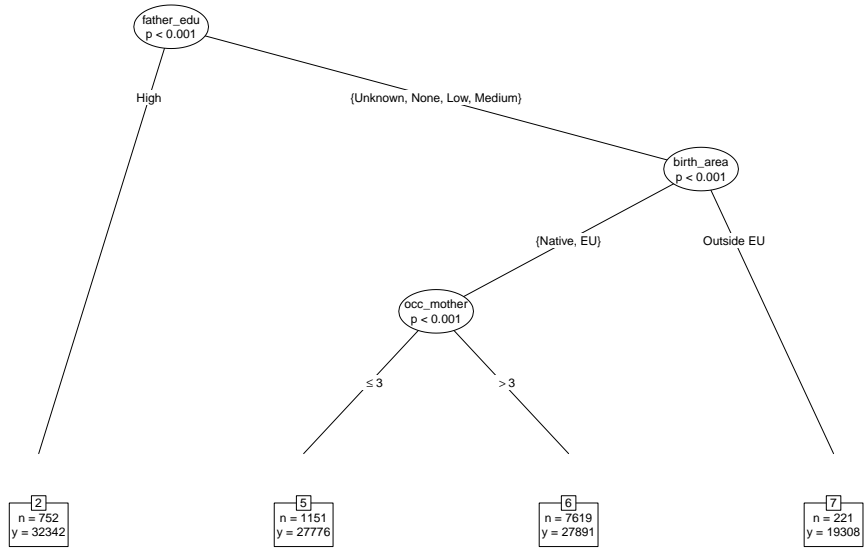 father_edu
p < 0.001
High
{Unknown, None, Low, Medium}
birth_area
p < 0.001
{Native, EU}
Outside EU
occ_mother
p < 0.001
≤ 3
> 3
2
n = 752
y = 32342
5
n = 1151
y = 27776
6
n = 7619
y = 27891
7
n = 221
y = 19308